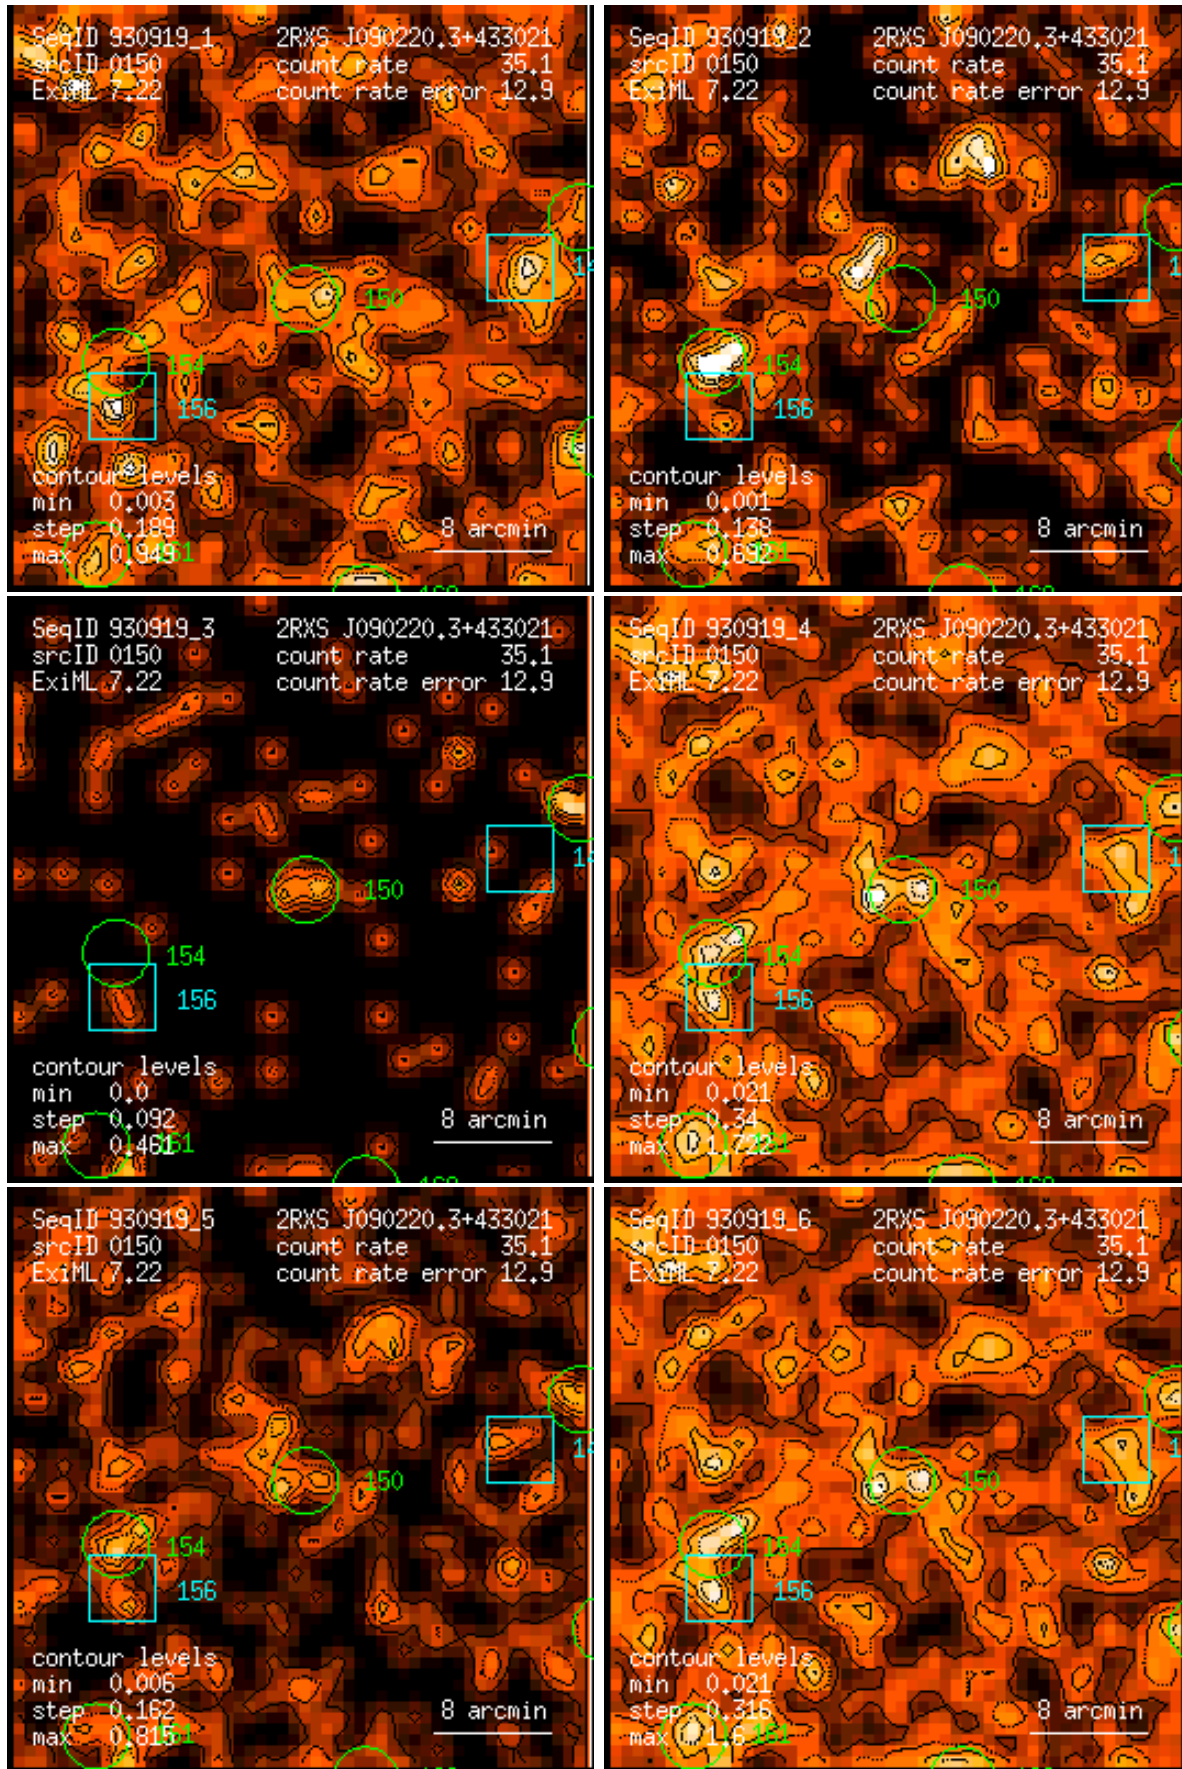 SeqID 930919_1 2RXS J090220.3+433021
srcID 0150 count rate 35.1
ExiML 7.22 count rate error 12.9
150
154
156
contour levels
min 0.003
step 0.189
max 0.949
161
8 arcmin
SeqID 930919_2 2RXS J090220.3+433021
srcID 0150 count rate 35.1
ExiML 7.22 count rate error 12.9
150
154
156
contour levels
min 0.001
step 0.138
max 0.692
161
8 arcmin
SeqID 930919_3 2RXS J090220.3+433021
srcID 0150 count rate 35.1
ExiML 7.22 count rate error 12.9
150
154
156
contour levels
min 0.0
step 0.092
max 0.461
161
8 arcmin
SeqID 930919_4 2RXS J090220.3+433021
srcID 0150 count rate 35.1
ExiML 7.22 count rate error 12.9
150
154
156
contour levels
min 0.021
step 0.34
max 1.722
161
8 arcmin
SeqID 930919_5 2RXS J090220.3+433021
srcID 0150 count rate 35.1
ExiML 7.22 count rate error 12.9
150
154
156
contour levels
min 0.006
step 0.162
max 0.815
161
8 arcmin
SeqID 930919_6 2RXS J090220.3+433021
srcID 0150 count rate 35.1
ExiML 7.22 count rate error 12.9
150
154
156
contour levels
min 0.021
step 0.316
max 1.6
161
8 arcmin